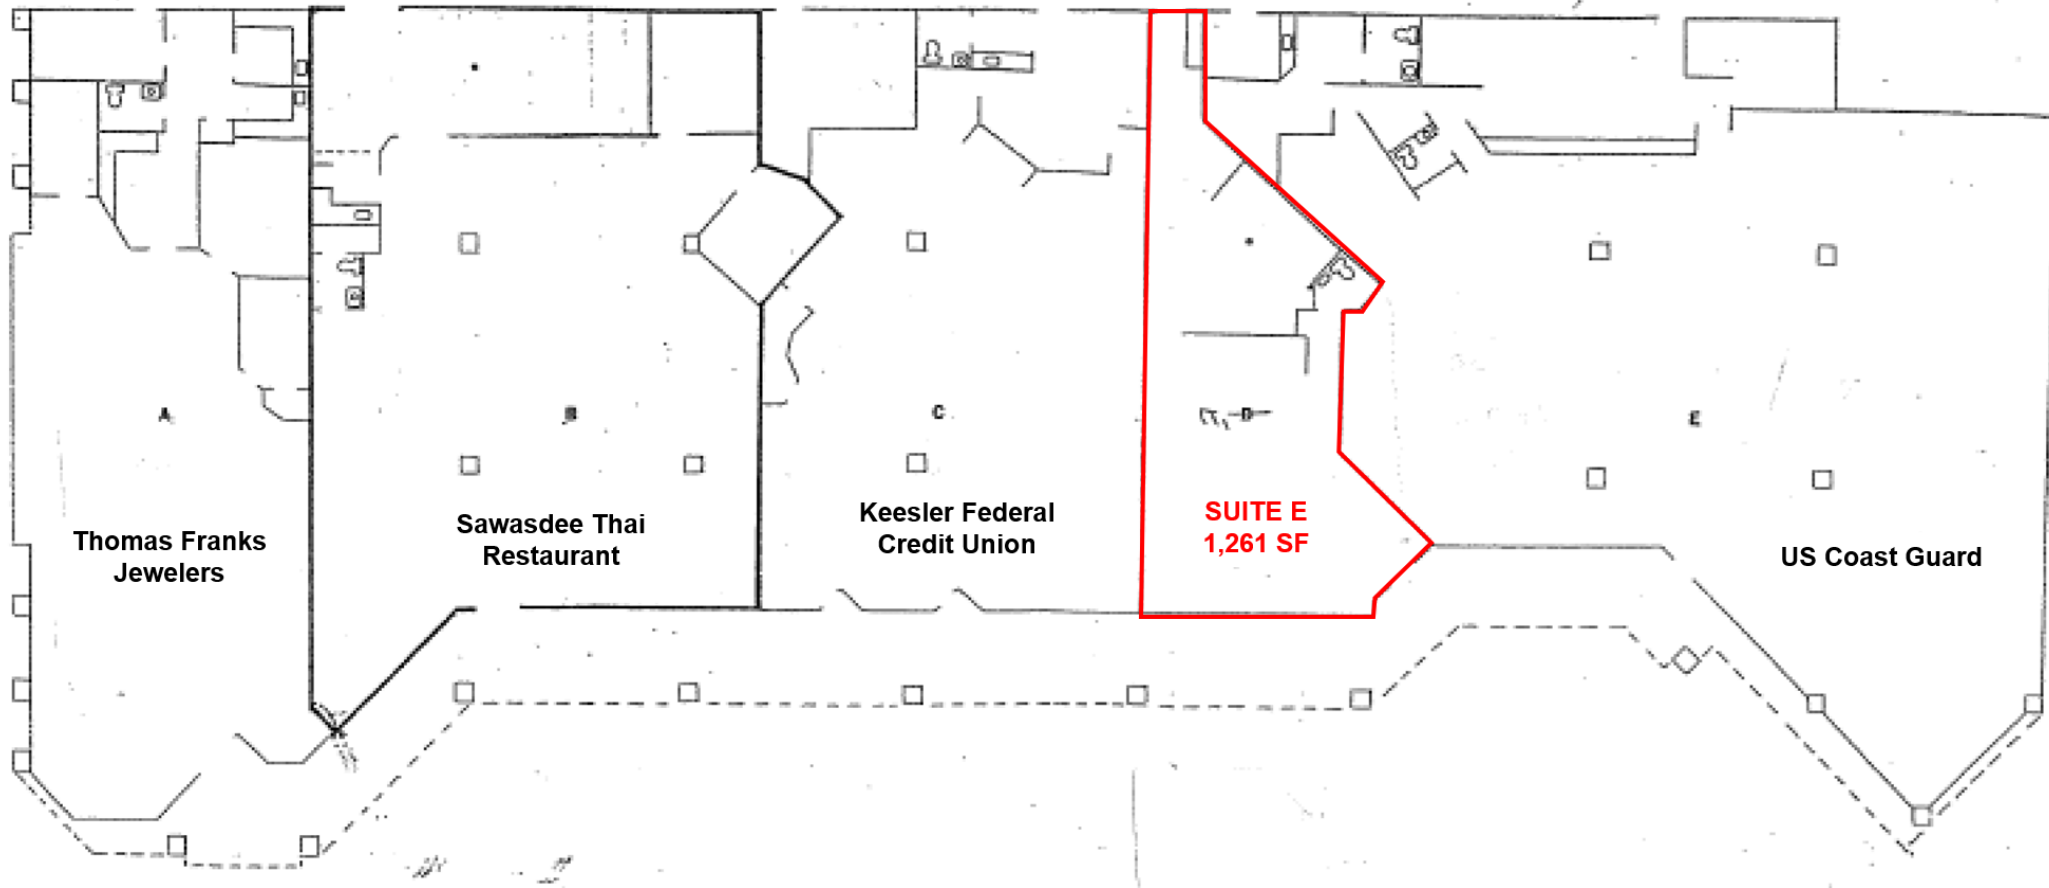 A
B
C
D
E
Thomas Franks
Jewelers
Sawasdee Thai
Restaurant
Keesler Federal
Credit Union
SUITE E
1,261 SF
US Coast Guard